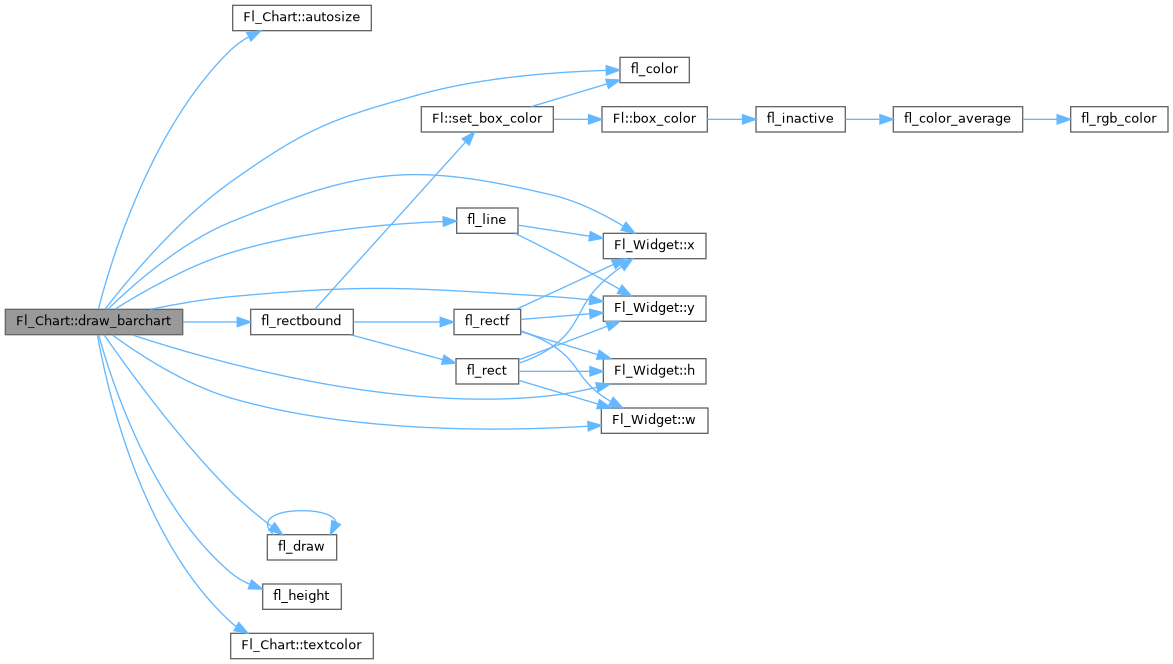 Fl_Chart::autosize
fl_color
Fl::set_box_color
Fl::box_color
fl_inactive
fl_color_average
fl_rgb_color
fl_line
Fl_Widget::x
Fl_Widget::y
Fl_Chart::draw_barchart
fl_rectbound
fl_rectf
fl_rect
Fl_Widget::h
Fl_Widget::w
fl_draw
fl_height
Fl_Chart::textcolor